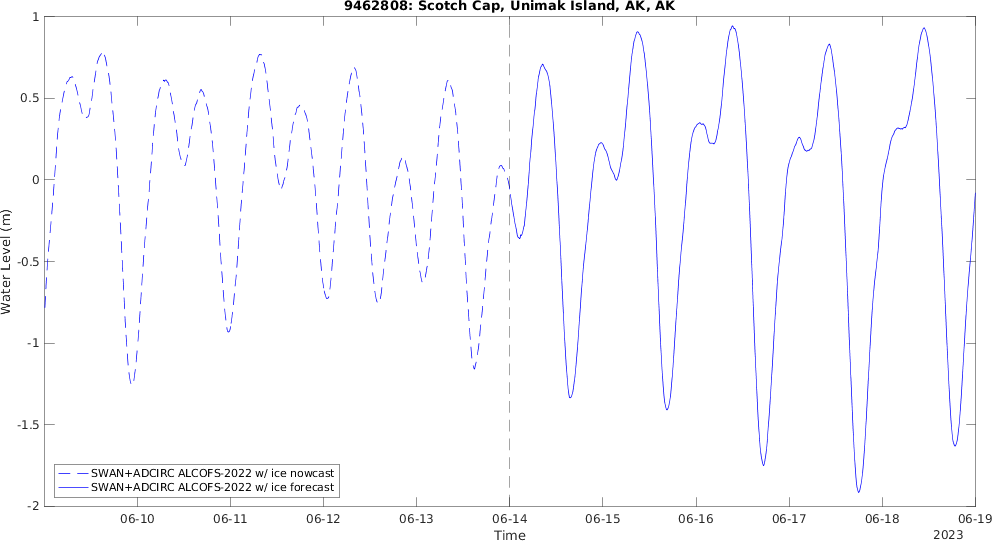 9462808: Scotch Cap, Unimak Island, AK, AK
1
0.5
0
-0.5
-1
-1.5
-2
Water Level (m)
SWAN+ADCIRC ALCOFS-2022 w/ ice nowcast
SWAN+ADCIRC ALCOFS-2022 w/ ice forecast
06-10 06-11 06-12 06-13 06-14 06-15 06-16 06-17 06-18 06-19
Time
2023